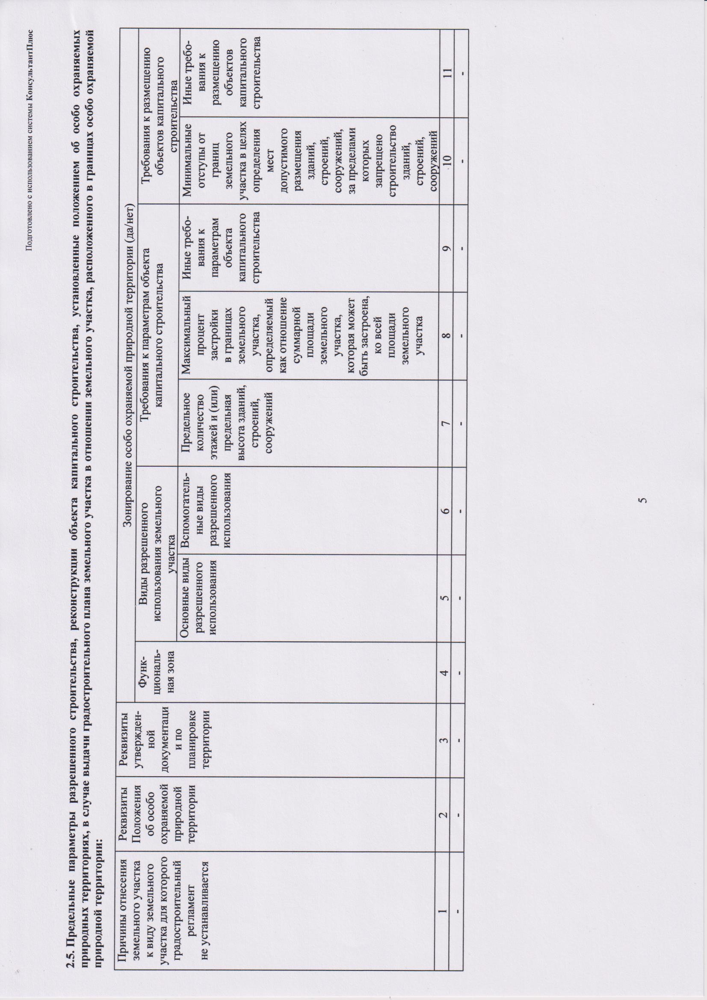 Подготовлено с использованием системы КонсультантПлюс
2.5. Предельные параметры разрешенного строительства, реконструкции объекта капитального строительства, установленные положением об особо охраняемых
природных территориях, в случае выдачи градостроительного плана земельного участка в отношении земельного участка, расположенного в границах особо охраняемой
природной территории:
Причины отнесения
земельного участка
к виду земельного
участка для которого
градостроительный
регламент
не устанавливается
Реквизиты
Положения
об особо
охраняемой
природной
территории
Реквизиты
утвержден-
ной
документаци
и по
планировке
территории
Зонирование особо охраняемой природной территории (да/нет)
Функ-
циональ-
ная зона
Виды разрешенного
использования земельного
участка
Требования к параметрам объекта
капитального строительства
Требования к размещению
объектов капитального
строительства
Основные виды
разрешенного
использования
Вспомогатель-
ные виды
разрешенного
использования
Предельное
количество
этажей и (или)
предельная
высота зданий,
строений,
сооружений
Максимальный
процент
застройки
в границах
земельного
участка,
определяемый
как отношение
суммарной
площади
земельного
участка,
которая может
быть застроена,
ко всей
площади
земельного
участка
Иные требо-
вания к
параметрам
объекта
капитального
строительства
Минимальные
отступы от
границ
земельного
участка в целях
определения
мест
допустимого
размещения
зданий,
строений,
сооружений,
за пределами
которых
запрещено
строительство
зданий,
строений,
сооружений
Иные требо-
вания к
размещению
объектов
капитального
строительства
1 2 3 4 5 6 7 8 9 10 11
- - - - - - - - - - -
5